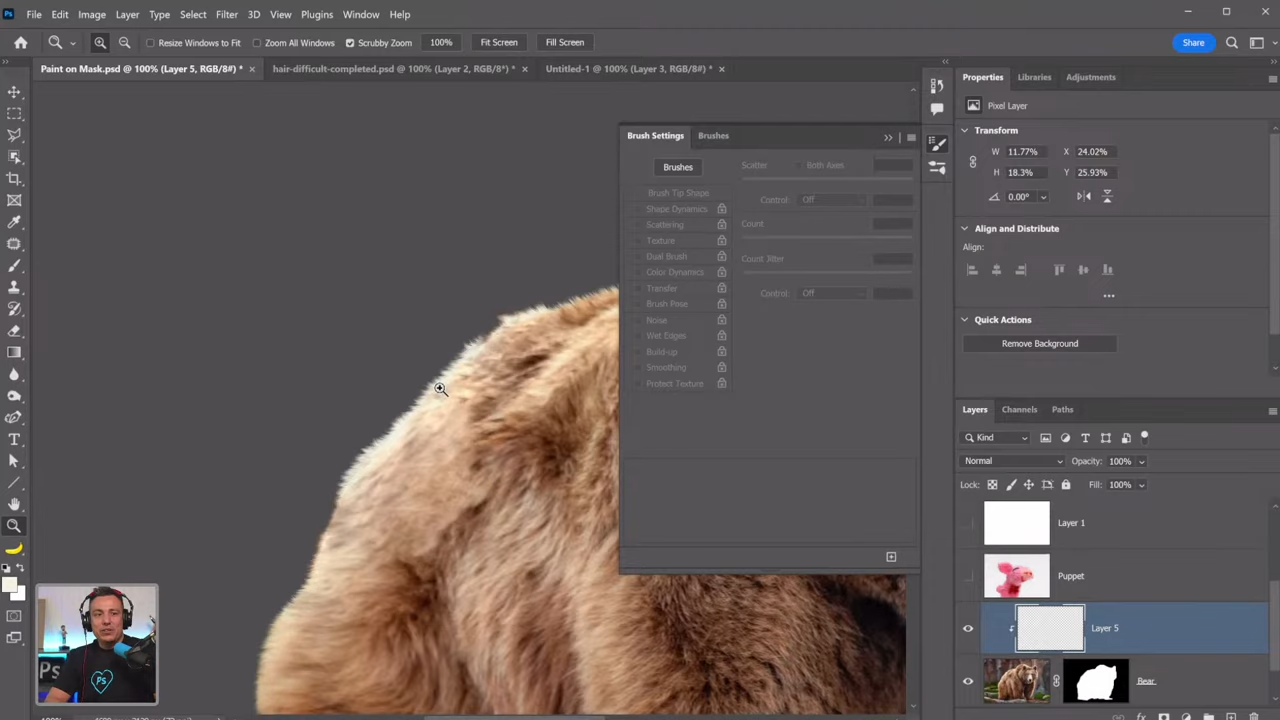 Ps File Edit Image Layer Type Select Filter 3D View Plugins Window Help
Resize Windows to Fit Zoom All Windows Scrubby Zoom 100% Fit Screen Fill Screen Share
Paint on Mask.psd @ 100% (Layer 5, RGB/8#) * × hair-difficult-completed.psd @ 100% (Layer 2, RGB/8*) * × Untitled-1 @ 100% (Layer 3, RGB/8#) * ×
Brush Settings Brushes
Brushes
Brush Tip Shape
Shape Dynamics
Scattering
Texture
Dual Brush
Color Dynamics
Transfer
Brush Pose
Noise
Wet Edges
Build-up
Smoothing
Protect Texture
Scatter Both Axes
Control: Off
Count
Count Jitter
Control: Off
Properties Libraries Adjustments
Pixel Layer
Transform
W 11.77% X 24.02%
H 18.3% Y 25.93%
0.00°
Align and Distribute
Align:
Quick Actions
Remove Background
Layers Channels Paths
Kind
Normal Opacity: 100%
Lock: Fill: 100%
Layer 1
Puppet
Layer 5
Bear
fx
Ps